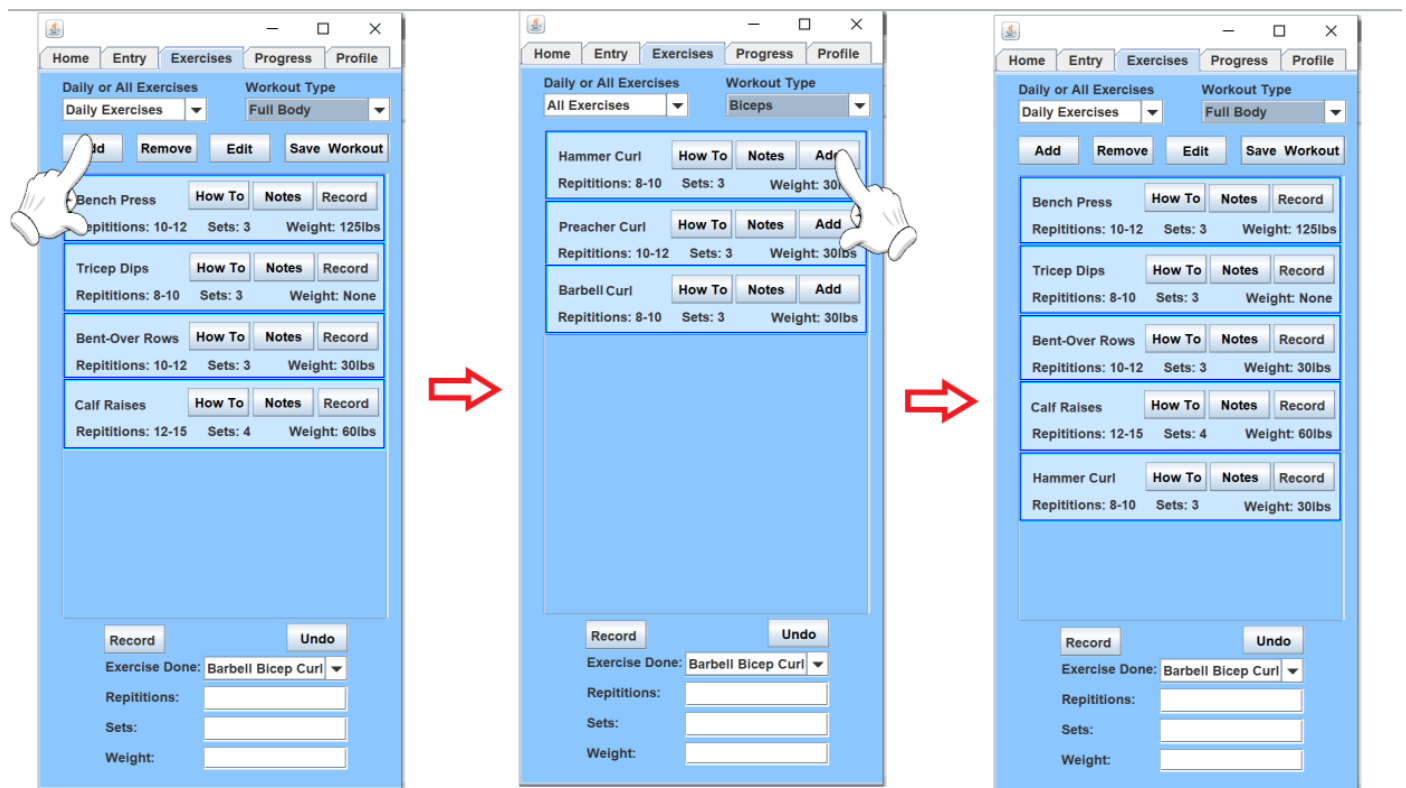 Home Entry Exercises Progress Profile
Daily or All Exercises Workout Type
Daily Exercises Full Body
Remove Edit Save Workout
Bench Press How To Notes Record
Repititions: 10-12 Sets: 3 Weight: 125lbs
Tricep Dips How To Notes Record
Repititions: 8-10 Sets: 3 Weight: None
Bent-Over Rows How To Notes Record
Repititions: 10-12 Sets: 3 Weight: 30lbs
Calf Raises How To Notes Record
Repititions: 12-15 Sets: 4 Weight: 60lbs
Record Undo
Exercise Done: Barbell Bicep Curl
Repititions:
Sets:
Weight:
Home Entry Exercises Progress Profile
Daily or All Exercises Workout Type
All Exercises Biceps
Hammer Curl How To Notes Add
Repititions: 8-10 Sets: 3 Weight: 30lbs
Preacher Curl How To Notes Add
Repititions: 10-12 Sets: 3 Weight: 30lbs
Barbell Curl How To Notes Add
Repititions: 8-10 Sets: 3 Weight: 30lbs
Record Undo
Exercise Done: Barbell Bicep Curl
Repititions:
Sets:
Weight:
Home Entry Exercises Progress Profile
Daily or All Exercises Workout Type
Daily Exercises Full Body
Add Remove Edit Save Workout
Bench Press How To Notes Record
Repititions: 10-12 Sets: 3 Weight: 125lbs
Tricep Dips How To Notes Record
Repititions: 8-10 Sets: 3 Weight: None
Bent-Over Rows How To Notes Record
Repititions: 10-12 Sets: 3 Weight: 30lbs
Calf Raises How To Notes Record
Repititions: 12-15 Sets: 4 Weight: 60lbs
Hammer Curl How To Notes Record
Repititions: 8-10 Sets: 3 Weight: 30lbs
Record Undo
Exercise Done: Barbell Bicep Curl
Repititions:
Sets:
Weight: